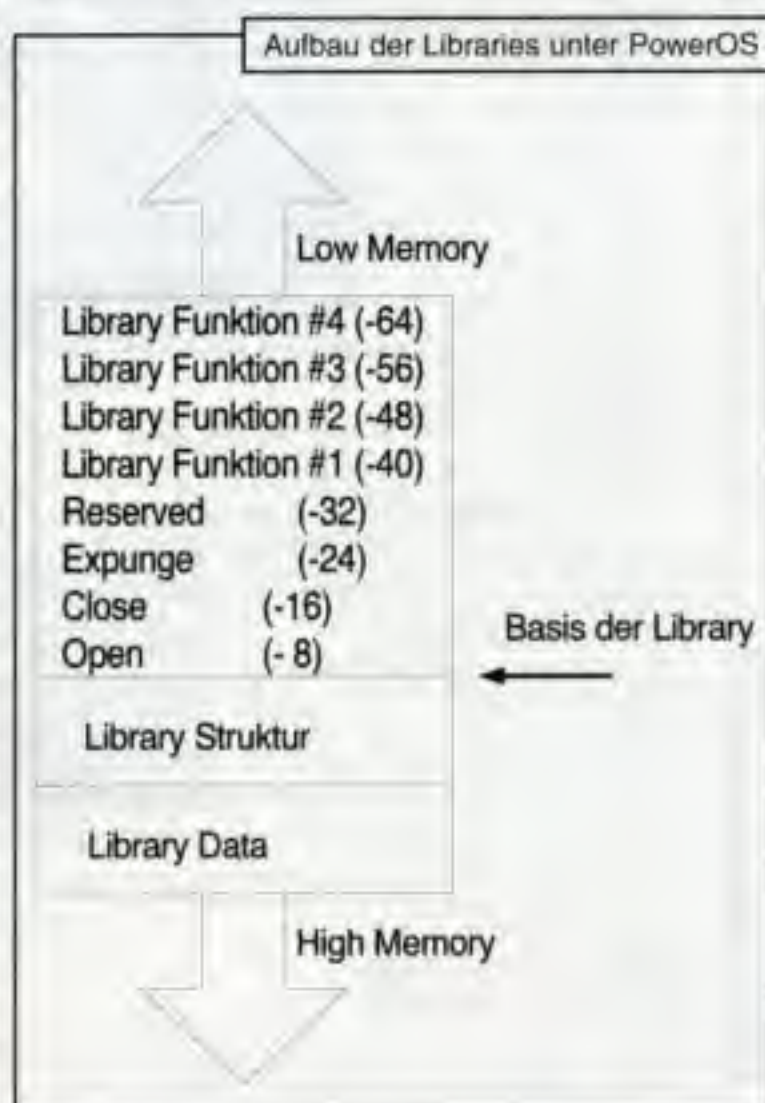 Aufbau der Libraries unter PowerOS
Low Memory
Library Funktion #4 (-64)
Library Funktion #3 (-56)
Library Funktion #2 (-48)
Library Funktion #1 (-40)
Reserved (-32)
Expunge (-24)
Close (-16)
Open (- 8)
Basis der Library
Library Struktur
Library Data
High Memory